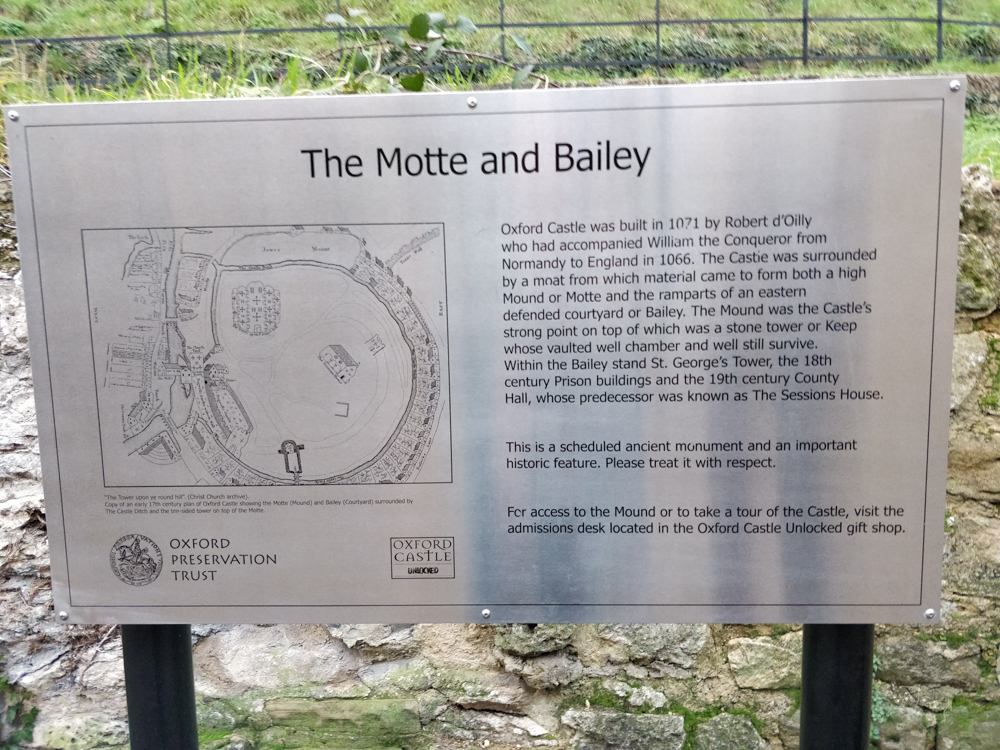 The Motte and Bailey
Oxford Castle was built in 1071 by Robert d'Oilly
who had accompanied William the Conqueror from
Normandy to England in 1066. The Castle was surrounded
by a moat from which material came to form both a high
Mound or Motte and the ramparts of an eastern
defended courtyard or Bailey. The Mound was the Castle's
strong point on top of which was a stone tower or Keep
whose vaulted well chamber and well still survive.
Within the Bailey stand St. George's Tower, the 18th
century Prison buildings and the 19th century County
Hall, whose predecessor was known as The Sessions House.
This is a scheduled ancient monument and an important
historic feature. Please treat it with respect.
For access to the Mound or to take a tour of the Castle, visit the
admissions desk located in the Oxford Castle Unlocked gift shop.
"The Tower upon ye round hill". (Christ Church archive).
Copy of an early 17th century plan of Oxford Castle showing the Motte (Mound) and Bailey (Courtyard) surrounded by
The Castle Ditch and the ten-sided tower on top of the Motte.
OXFORD
PRESERVATION
TRUST
OXFORD
CASTLE
UNLOCKED